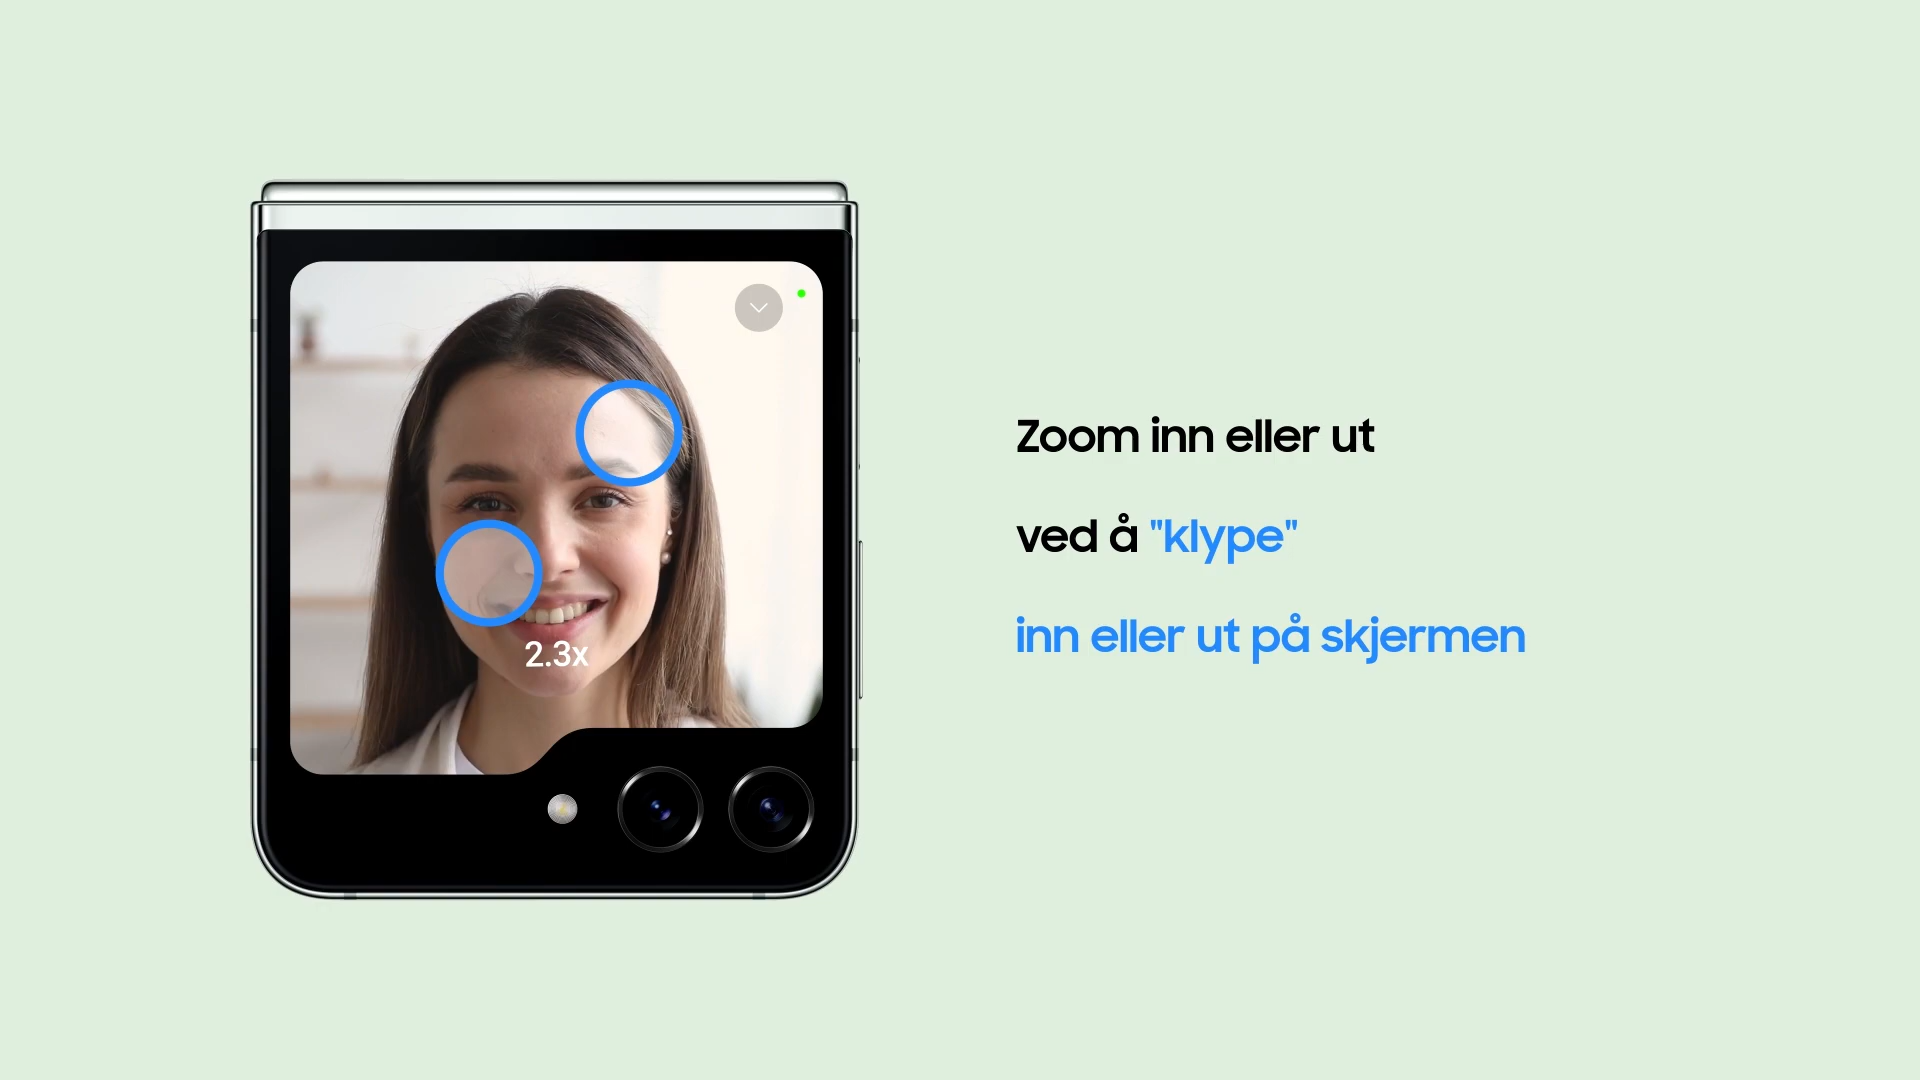 2.3x
Zoom inn eller ut
ved å "klype"
inn eller ut på skjermen